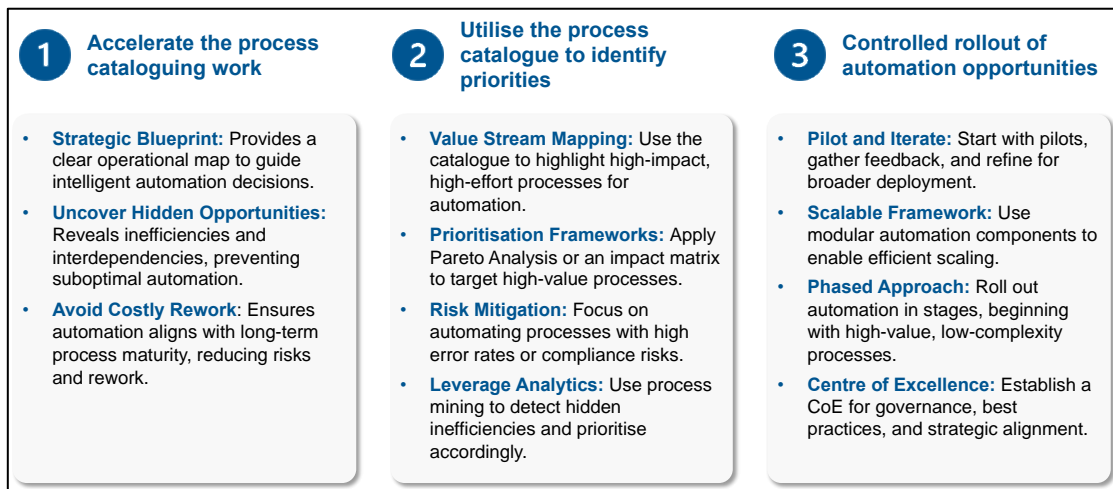 1
Accelerate the process
cataloguing work
• Strategic Blueprint: Provides a
clear operational map to guide
intelligent automation decisions.
• Uncover Hidden Opportunities:
Reveals inefficiencies and
interdependencies, preventing
suboptimal automation.
• Avoid Costly Rework: Ensures
automation aligns with long-term
process maturity, reducing risks
and rework.
2
Utilise the process
catalogue to identify
priorities
• Value Stream Mapping: Use the
catalogue to highlight high-impact,
high-effort processes for
automation.
• Prioritisation Frameworks: Apply
Pareto Analysis or an impact matrix
to target high-value processes.
• Risk Mitigation: Focus on
automating processes with high
error rates or compliance risks.
• Leverage Analytics: Use process
mining to detect hidden
inefficiencies and prioritise
accordingly.
3
Controlled rollout of
automation opportunities
• Pilot and Iterate: Start with pilots,
gather feedback, and refine for
broader deployment.
• Scalable Framework: Use
modular automation components to
enable efficient scaling.
• Phased Approach: Roll out
automation in stages, beginning
with high-value, low-complexity
processes.
• Centre of Excellence: Establish a
CoE for governance, best
practices, and strategic alignment.